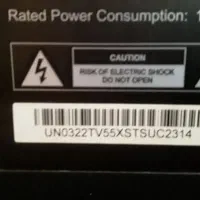 Rated Power Consumption: 1
CAUTION
RISK OF ELECTRIC SHOCK
DO NOT OPEN
UN0322TV55XSTSUC2314